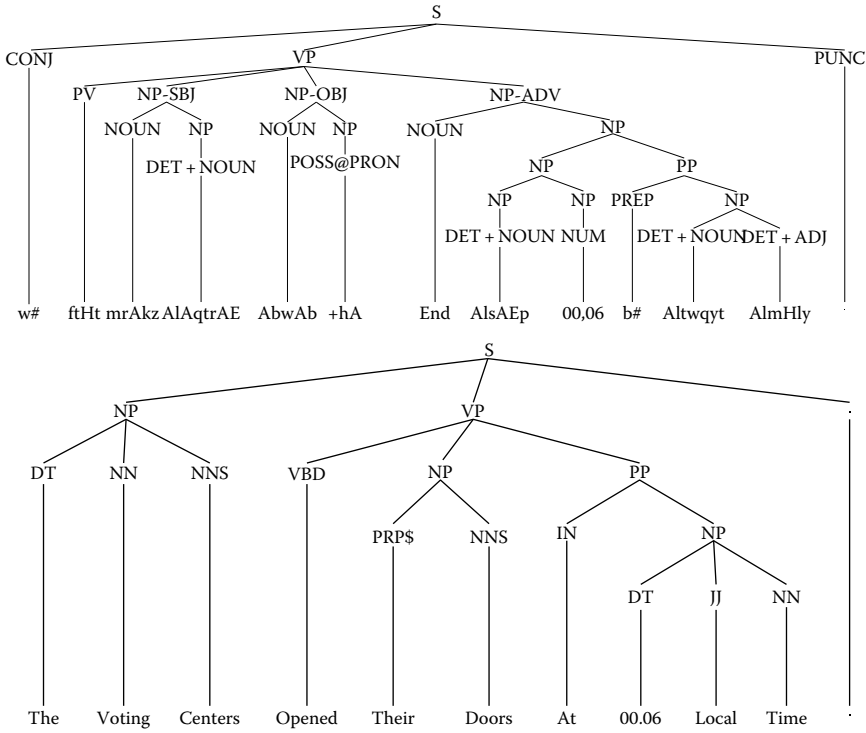 S
CONJ VP PUNC
PV NP-SBJ NP-OBJ NP-ADV
NOUN NP NOUN NP NOUN NP
DET + NOUN POSS@PRON NP PP
NP NP PREP NP
DET + NOUN NUM DET + NOUN DET + ADJ
w# ftHt mrAkz AlAqtrAE AbwAb +hA End AlsAEp 00,06 b# Altwqyt AlmHly .
S
NP VP .
DT NN NNS VBD NP PP
PRP$ NNS IN NP
DT JJ NN
The Voting Centers Opened Their Doors At 00.06 Local Time .